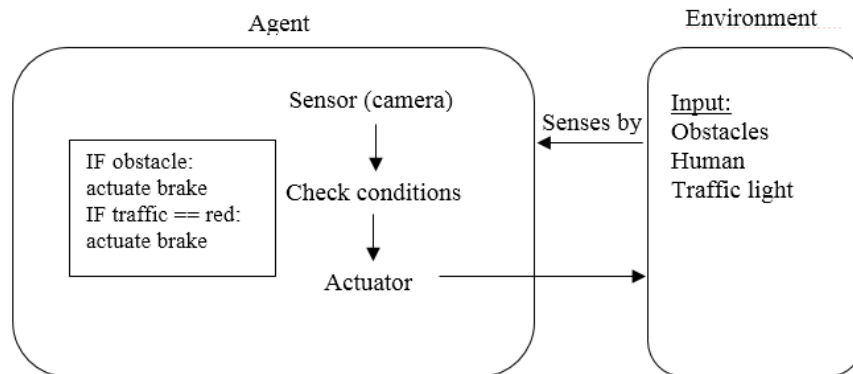 Agent
Environment
Sensor (camera)
Senses by
Input:
Obstacles
Human
Traffic light
IF obstacle:
actuate brake
IF traffic == red:
actuate brake
Check conditions
Actuator